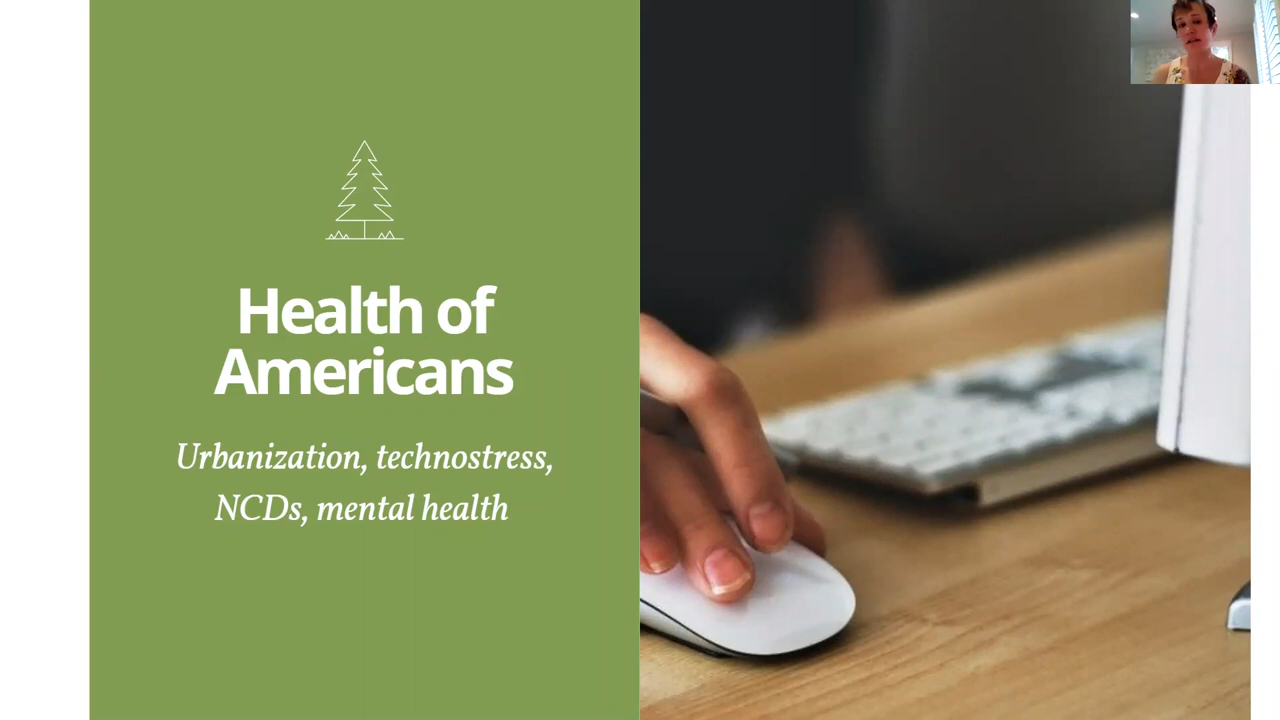 Health of
Americans
Urbanization, technostress,
NCDs, mental health